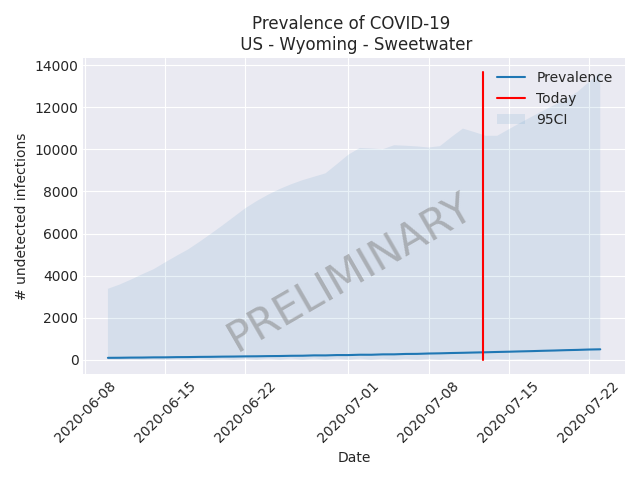 Prevalence of COVID-19
US - Wyoming - Sweetwater
14000
12000
10000
8000
6000
4000
2000
0
# undetected infections
Prevalence
Today
95CI
PRELIMINARY
2020-06-08
2020-06-15
2020-06-22
2020-07-01
2020-07-08
2020-07-15
2020-07-22
Date